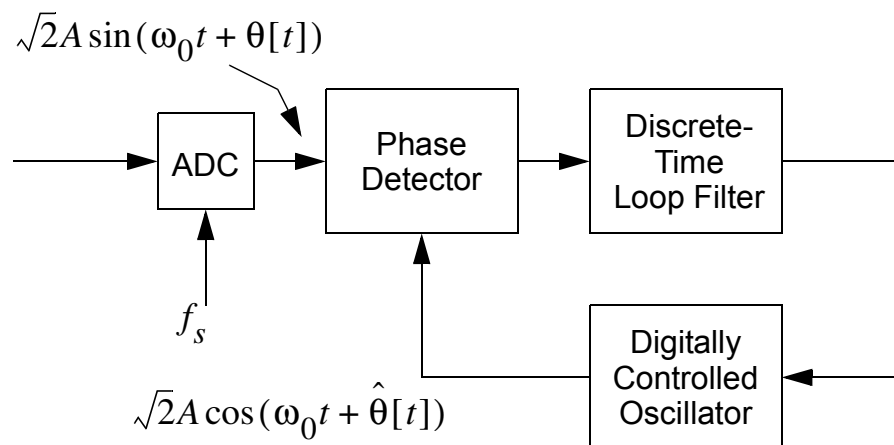 √2A sin(ω₀t + θ[t])
ADC
Phase
Detector
Discrete-
Time
Loop Filter
fₛ
√2A cos(ω₀t + θ̂[t])
Digitally
Controlled
Oscillator